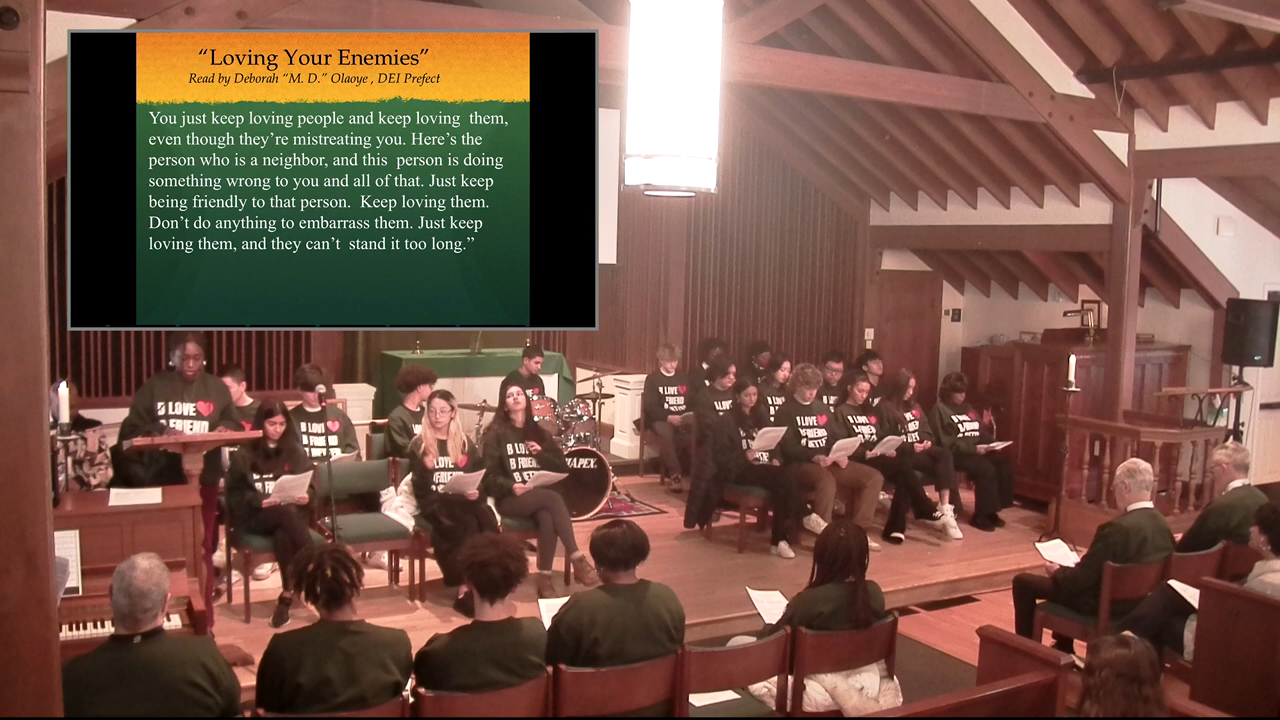 “Loving Your Enemies”
Read by Deborah “M. D.” Olaoye , DEI Prefect
You just keep loving people and keep loving them,
even though they’re mistreating you. Here’s the
person who is a neighbor, and this person is doing
something wrong to you and all of that. Just keep
being friendly to that person. Keep loving them.
Don’t do anything to embarrass them. Just keep
loving them, and they can’t stand it too long.”
B LOVE
B FRIEND